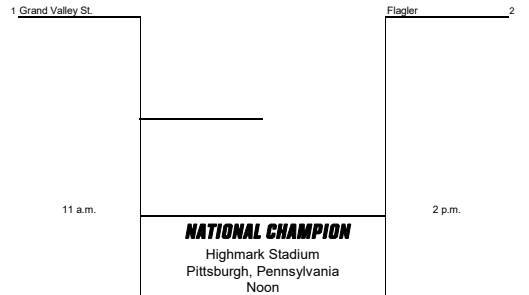 1 Grand Valley St.
Flagler 2
11 a.m.
2 p.m.
NATIONAL CHAMPION
Highmark Stadium
Pittsburgh, Pennsylvania
Noon